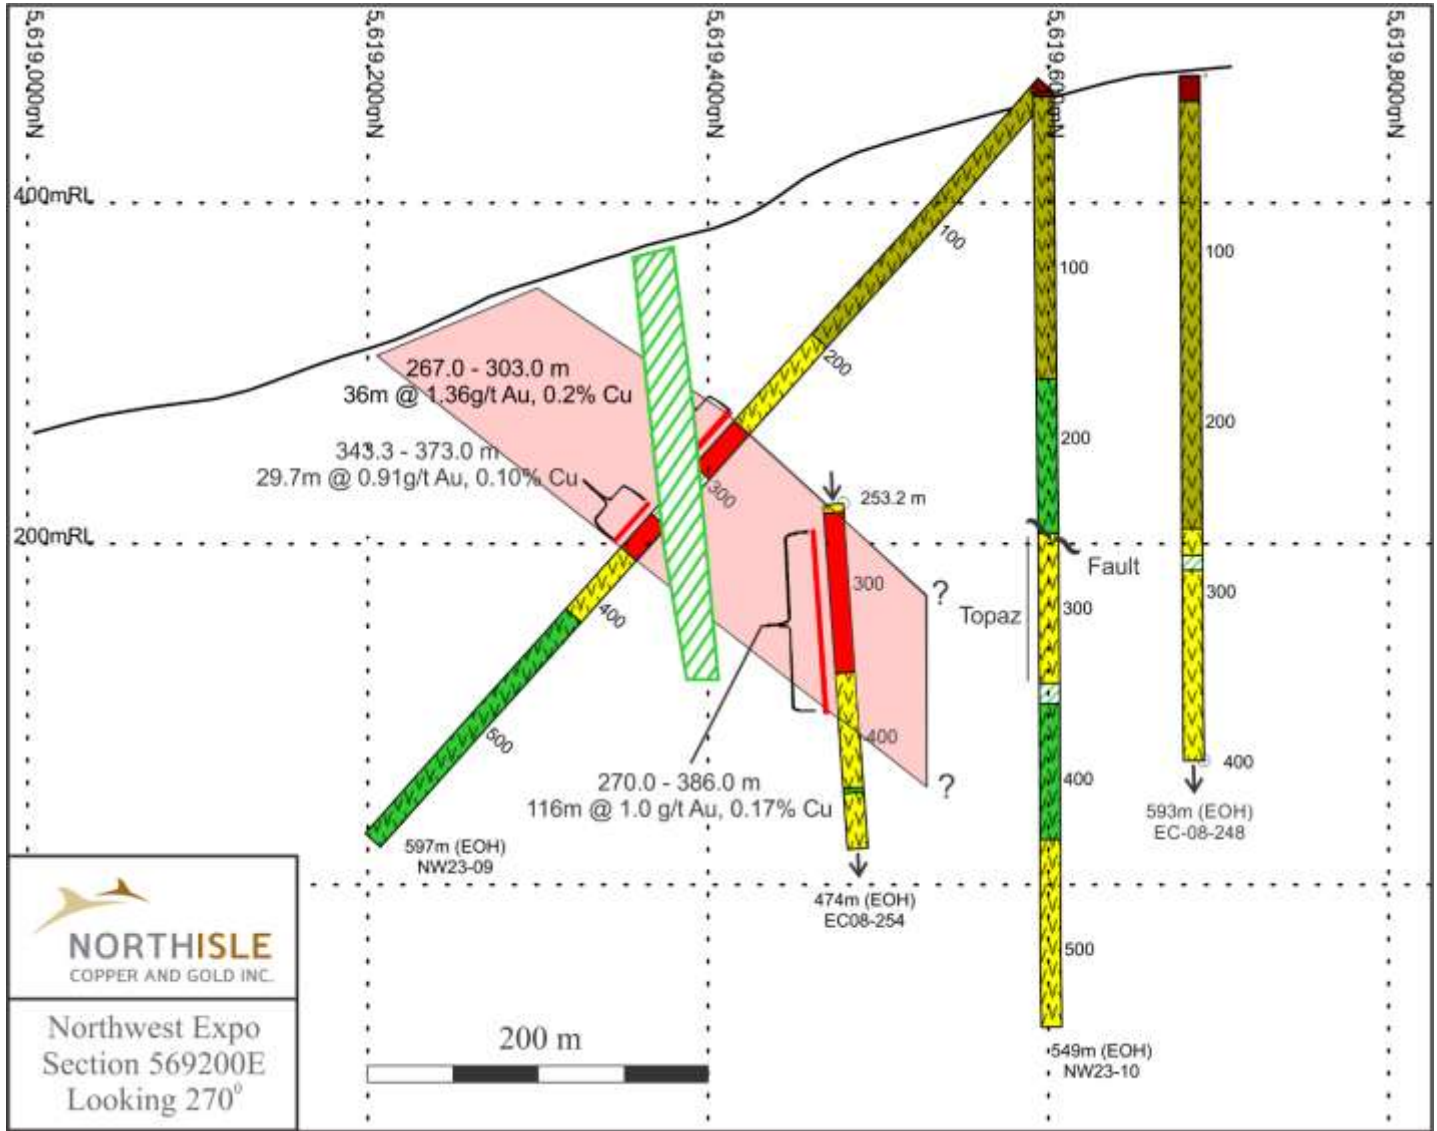 5,619,000mN
5,619,200mN
5,619,400mN
5,619,600mN
5,619,800mN
400mRL
100
100
100
200
267.0 - 303.0 m
36m @ 1.36g/t Au, 0.2% Cu
343.3 - 373.0 m
29.7m @ 0.91g/t Au, 0.10% Cu
200
200
300
253.2 m
200mRL
Fault
300
300
300
Topaz
400
?
500
400
270.0 - 386.0 m
116m @ 1.0 g/t Au, 0.17% Cu
?
400
400
593m (EOH)
EC-08-248
597m (EOH)
NW23-09
474m (EOH)
EC08-254
500
NORTHISLE
COPPER AND GOLD INC.
Northwest Expo
Section 569200E
Looking 270°
200 m
549m (EOH)
NW23-10